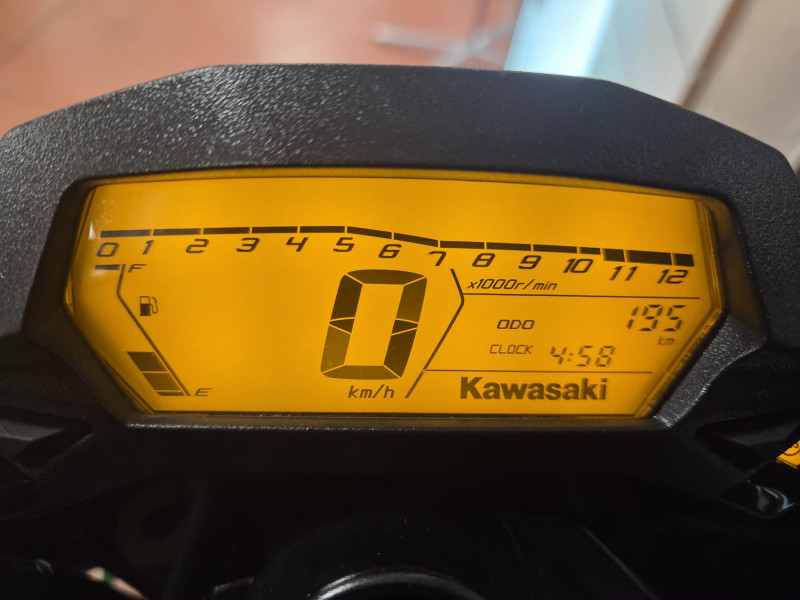 0 1 2 3 4 5 6 7 8 9 10 11 12
x1000r/min
F
0
ODO 195
km
CLOCK 4:58
E
km/h
Kawasaki